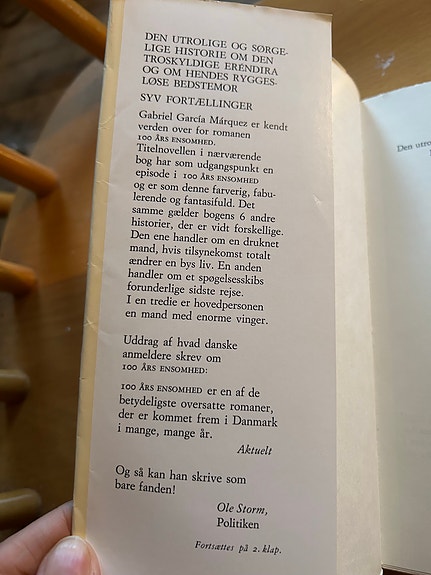 DEN UTROLIGE OG SØRGE-
LIGE HISTORIE OM DEN
TROSKYLDIGE ERÉNDIRA
OG OM HENDES RYGGES-
LØSE BEDSTEMOR
SYV FORTÆLLINGER
Gabriel García Márquez er kendt
verden over for romanen
100 ÅRS ENSOMHED.
Titelnovellen i nærværende
bog har som udgangspunkt en
episode i 100 ÅRS ENSOMHED
og er som denne farverig, fabu-
lerende og fantasifuld. Det
samme gælder bogens 6 andre
historier, der er vidt forskellige.
Den ene handler om en druknet
mand, hvis tilsynekomst totalt
ændrer en bys liv. En anden
handler om et spøgelsesskibs
forunderlige sidste rejse.
I en tredie er hovedpersonen
en mand med enorme vinger.
Uddrag af hvad danske
anmeldere skrev om
100 ÅRS ENSOMHED:
100 ÅRS ENSOMHED er en af de
betydeligste oversatte romaner,
der er kommet frem i Danmark
i mange, mange år.
Aktuelt
Og så kan han skrive som
bare fanden!
Ole Storm,
Politiken
Fortsættes på 2. klap.
Den utro